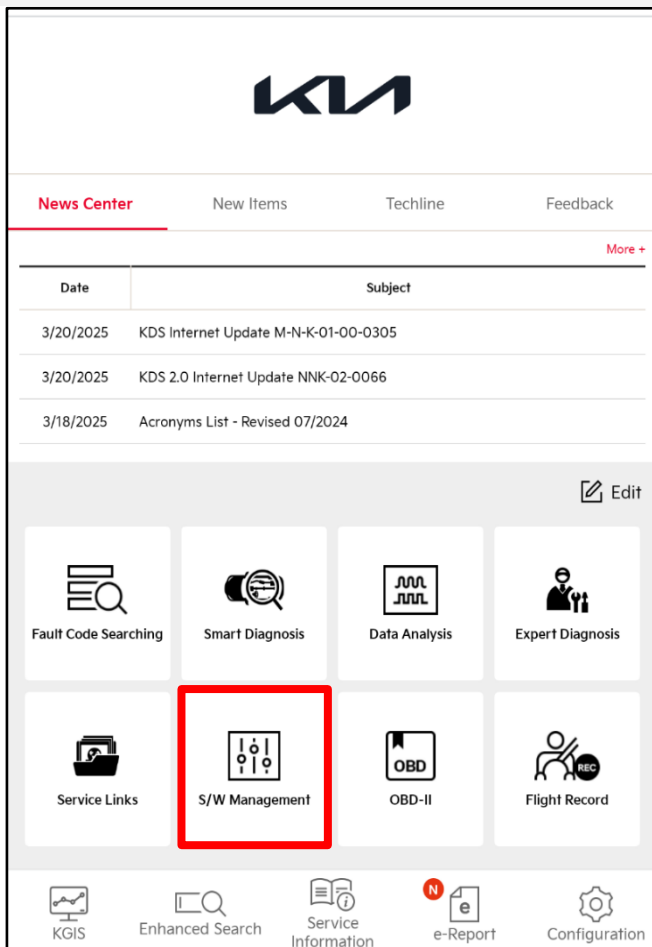 KIA
News Center New Items Techline Feedback
More +
Date Subject
3/20/2025 KDS Internet Update M-N-K-01-00-0305
3/20/2025 KDS 2.0 Internet Update NNK-02-0066
3/18/2025 Acronyms List - Revised 07/2024
Edit
Fault Code Searching Smart Diagnosis Data Analysis Expert Diagnosis
OBD
REC
Service Links S/W Management OBD-II Flight Record
N
e
KGIS Enhanced Search Service Information e-Report Configuration